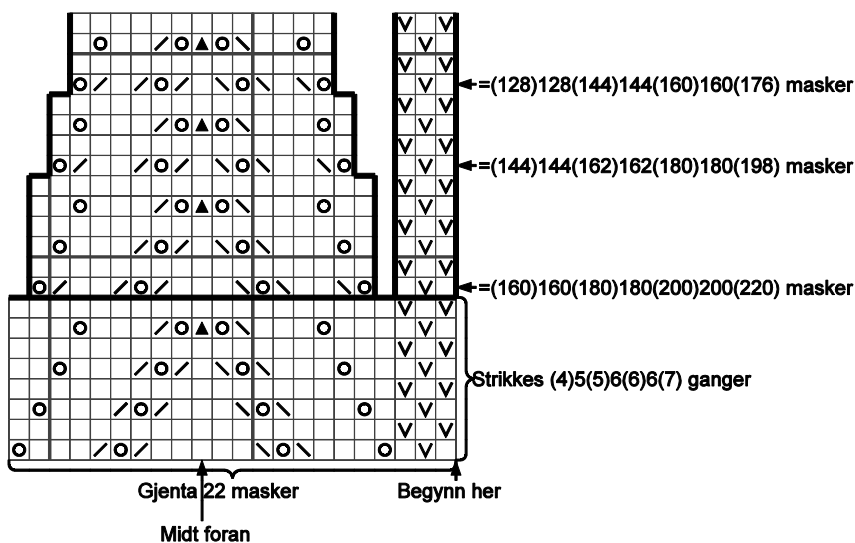 =(128)128(144)144(160)160(176) masker
=(144)144(162)162(180)180(198) masker
=(160)160(180)180(200)200(220) masker
Strikkes (4)5(5)6(6)6(7) ganger
Gjenta 22 masker
Begynn her
Midt foran